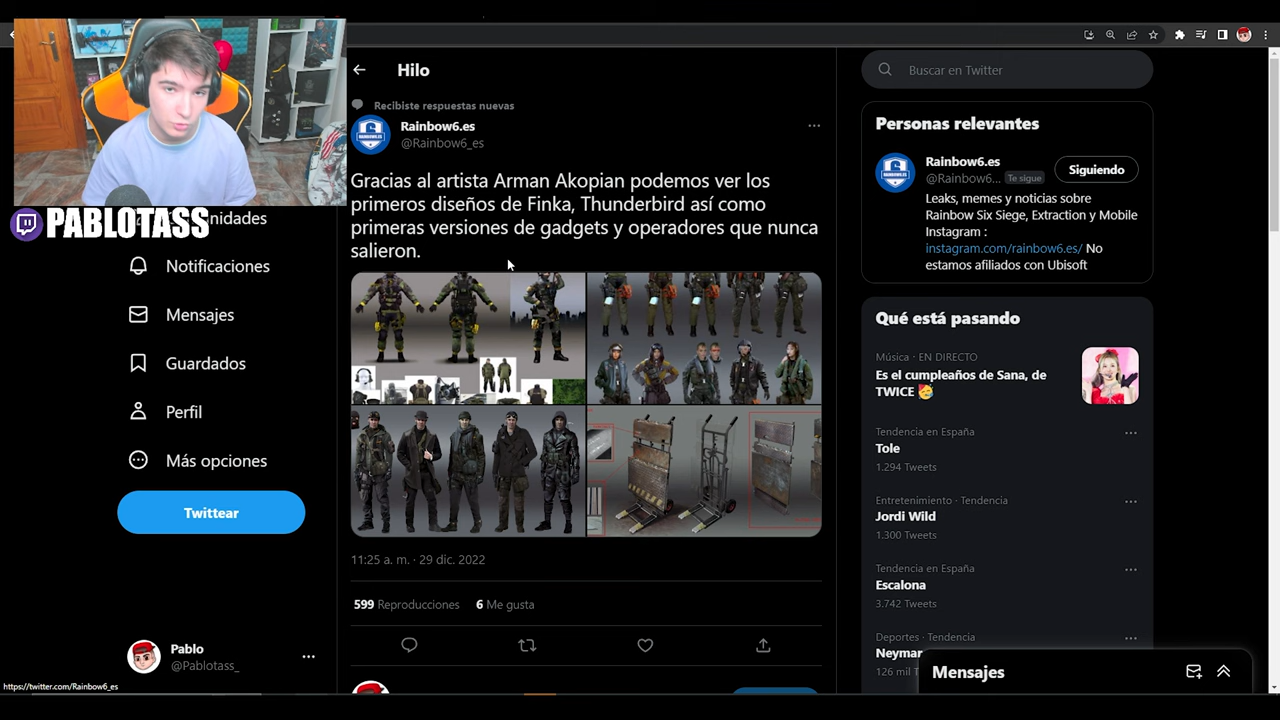 Hilo
Recibiste respuestas nuevas
Rainbow6.es
@Rainbow6_es
Gracias al artista Arman Akopian podemos ver los
primeros diseños de Finka, Thunderbird así como
primeras versiones de gadgets y operadores que nunca
salieron.
11:25 a. m. · 29 dic. 2022
599 Reproducciones 6 Me gusta
PABLOTASS
nidades
Notificaciones
Mensajes
Guardados
Perfil
Más opciones
Twittear
Pablo
@Pablotass_
https://twitter.com/Rainbow6_es
Buscar en Twitter
Personas relevantes
Rainbow6.es
@Rainbow6... Te sigue
Siguiendo
Leaks, memes y noticias sobre
Rainbow Six Siege, Extraction y Mobile
Instagram :
instagram.com/rainbow6.es/ No
estamos afiliados con Ubisoft
Qué está pasando
Música · EN DIRECTO
Es el cumpleaños de Sana, de
TWICE 🥳
Tendencia en España
Tole
1.294 Tweets
Entretenimiento · Tendencia
Jordi Wild
1.300 Tweets
Tendencia en España
Escalona
3.742 Tweets
Deportes · Tendencia
Neymar
126 mil T
Mensajes